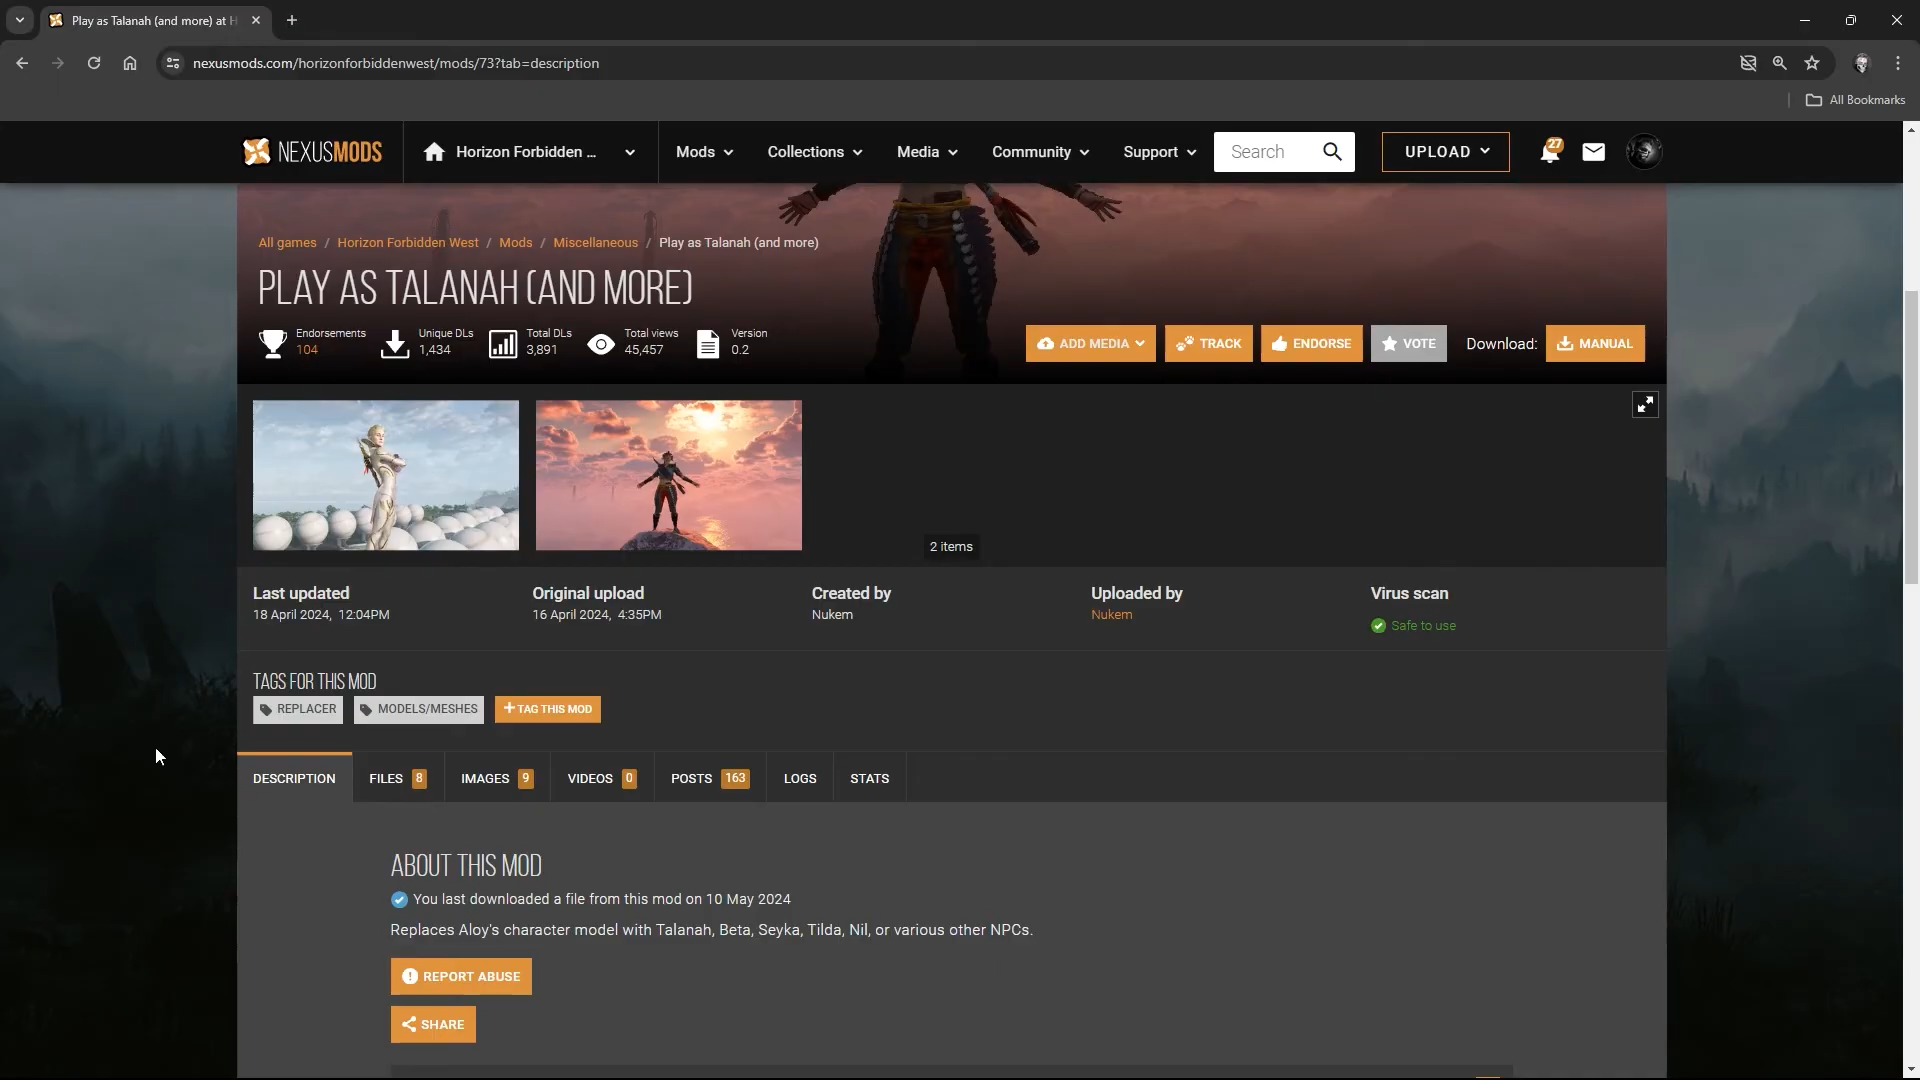 Play as Talanah (and more) at H
nexusmods.com/horizonforbiddenwest/mods/73?tab=description
All Bookmarks
NEXUSMODS
Horizon Forbidden ...
Mods
Collections
Media
Community
Support
Search
UPLOAD
27
All games / Horizon Forbidden West / Mods / Miscellaneous / Play as Talanah (and more)
PLAY AS TALANAH (AND MORE)
Endorsements
104
Unique DLs
1,434
Total DLs
3,891
Total views
45,457
Version
0.2
ADD MEDIA
TRACK
ENDORSE
VOTE
Download:
MANUAL
2 items
Last updated
18 April 2024, 12:04PM
Original upload
16 April 2024, 4:35PM
Created by
Nukem
Uploaded by
Nukem
Virus scan
Safe to use
TAGS FOR THIS MOD
REPLACER
MODELS/MESHES
+ TAG THIS MOD
DESCRIPTION
FILES 8
IMAGES 9
VIDEOS 0
POSTS 163
LOGS
STATS
ABOUT THIS MOD
You last downloaded a file from this mod on 10 May 2024
Replaces Aloy's character model with Talanah, Beta, Seyka, Tilda, Nil, or various other NPCs.
REPORT ABUSE
SHARE